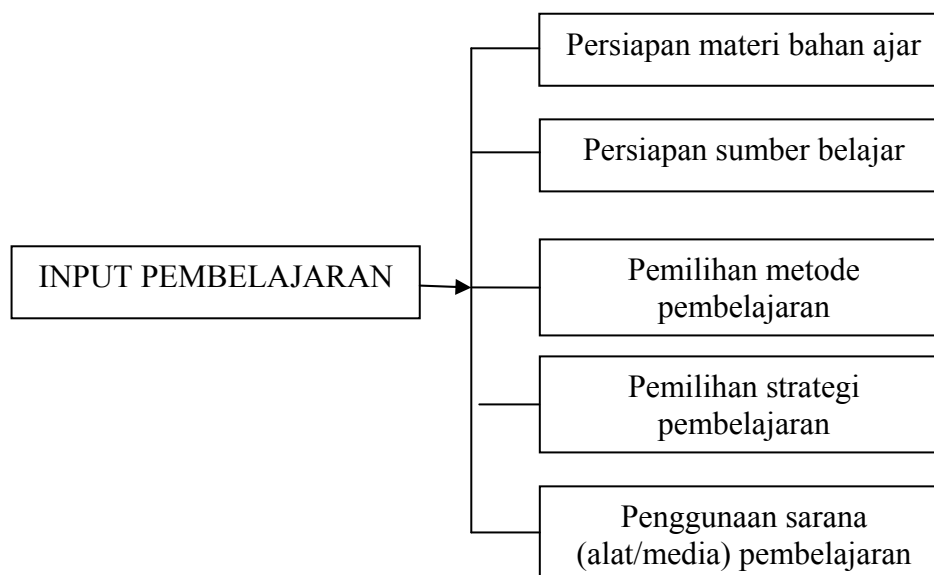 Persiapan materi bahan ajar
Persiapan sumber belajar
INPUT PEMBELAJARAN
Pemilihan metode
pembelajaran
Pemilihan strategi
pembelajaran
Penggunaan sarana
(alat/media) pembelajaran